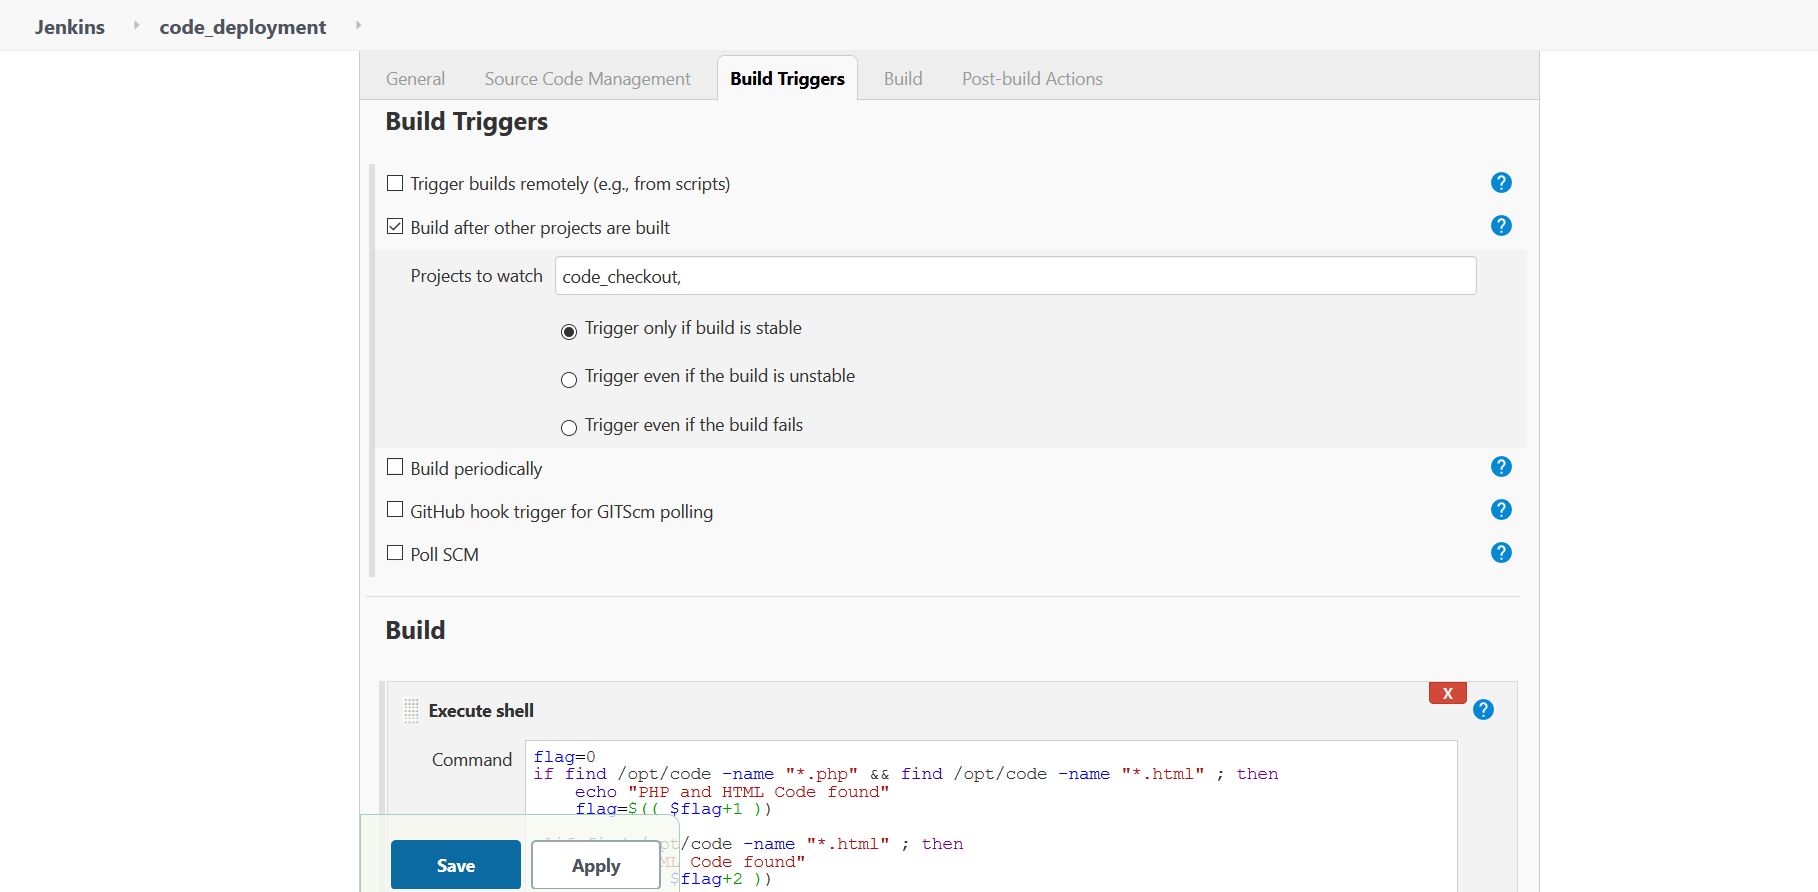 Jenkins code_deployment
General Source Code Management Build Triggers Build Post-build Actions
Build Triggers
Trigger builds remotely (e.g., from scripts)
Build after other projects are built
Projects to watch code_checkout,
Trigger only if build is stable
Trigger even if the build is unstable
Trigger even if the build fails
Build periodically
GitHub hook trigger for GITScm polling
Poll SCM
Build
X
Execute shell
Command
flag=0
if find /opt/code -name "*.php" && find /opt/code -name "*.html" ; then
echo "PHP and HTML Code found"
flag=$(( $flag+1 ))
/code -name "*.html" ; then
Code found"
$flag+2 ))
Save Apply